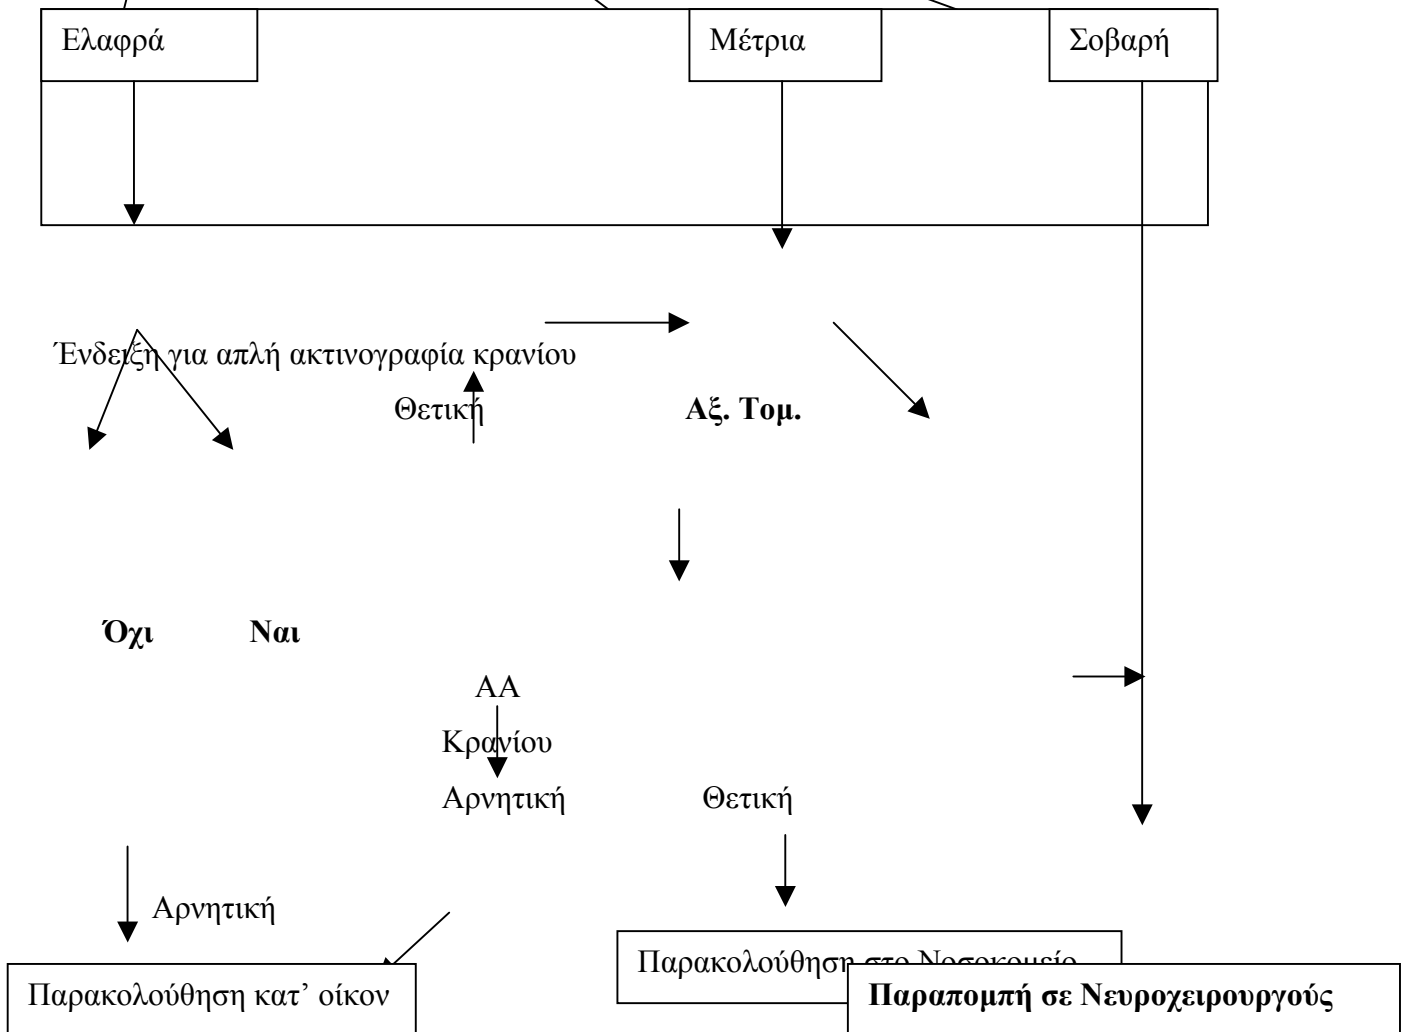 Ελαφρά Μέτρια Σοβαρή
Ένδειξη για απλή ακτινογραφία κρανίου
Θετική Αξ. Τομ.
Όχι Ναι
ΑΑ
Κρανίου
Αρνητική Θετική
Αρνητική
Παρακολούθηση στο Νοσοκομείο
Παρακολούθηση κατ’ οίκον Παραπομπή σε Νευροχειρουργούς